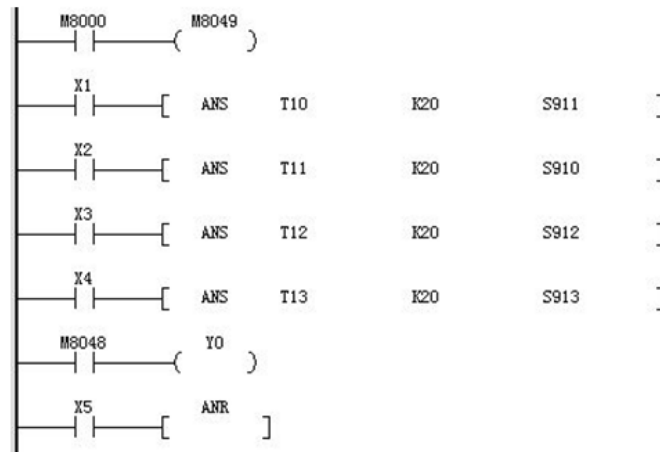 M8000 M8049
X1
ANS T10 K20 S911
X2
ANS T11 K20 S910
X3
ANS T12 K20 S912
X4
ANS T13 K20 S913
M8048 Y0
X5 ANR